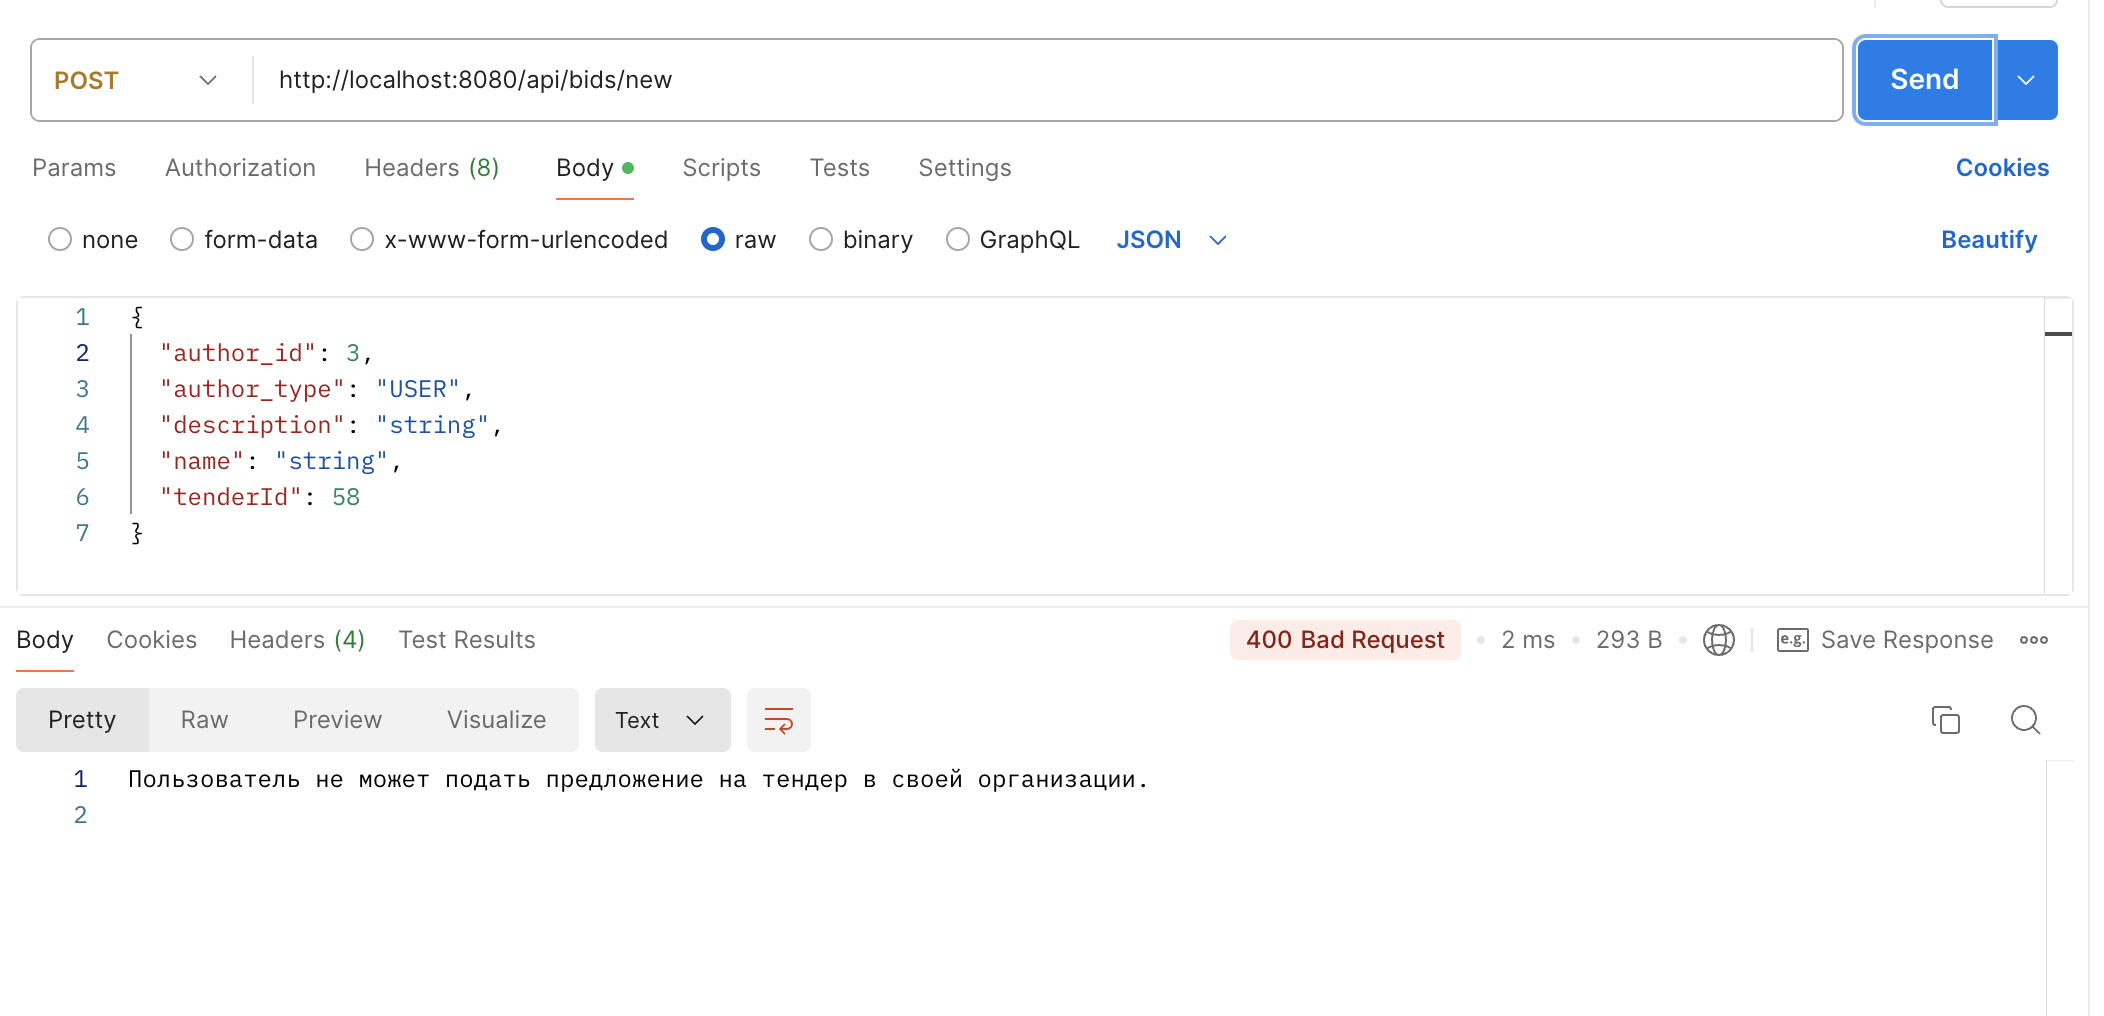 POST http://localhost:8080/api/bids/new Send
Params Authorization Headers (8) Body Scripts Tests Settings Cookies
none form-data x-www-form-urlencoded raw binary GraphQL JSON Beautify
1 {
2 "author_id": 3,
3 "author_type": "USER",
4 "description": "string",
5 "name": "string",
6 "tenderId": 58
7 }
Body Cookies Headers (4) Test Results 400 Bad Request 2 ms 293 B e.g. Save Response
Pretty Raw Preview Visualize Text
1 Пользователь не может подать предложение на тендер в своей организации.
2